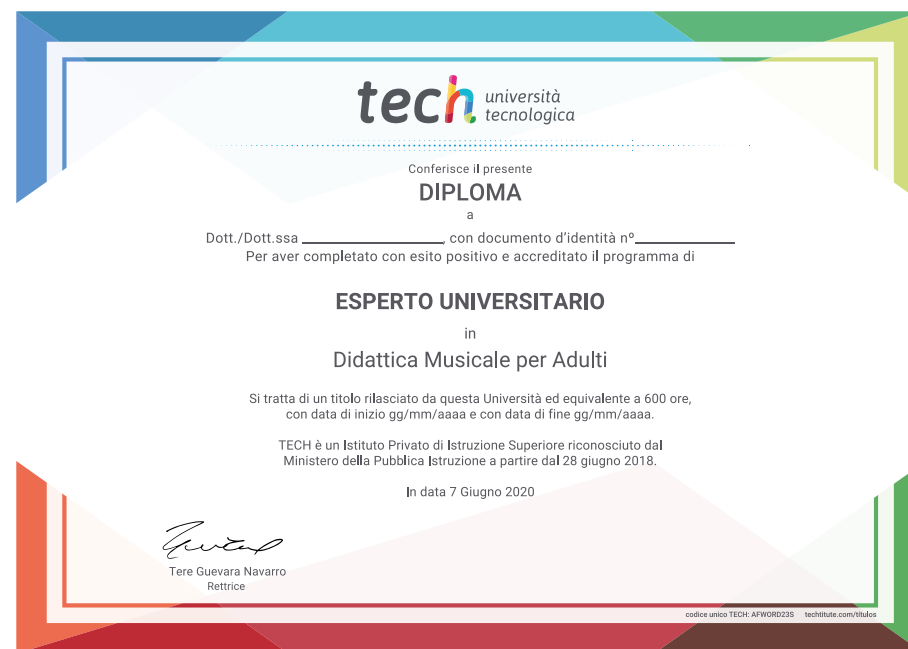 tech università
tecnologica
Conferisce il presente
DIPLOMA
a
Dott./Dott.ssa ________________, con documento d'identità nº____________
Per aver completato con esito positivo e accreditato il programma di
ESPERTO UNIVERSITARIO
in
Didattica Musicale per Adulti
Si tratta di un titolo rilasciato da questa Università ed equivalente a 600 ore,
con data di inizio gg/mm/aaaa e con data di fine gg/mm/aaaa.
TECH è un Istituto Privato di Istruzione Superiore riconosciuto dal
Ministero della Pubblica Istruzione a partire dal 28 giugno 2018.
In data 7 Giugno 2020
Tere Guevara Navarro
Rettrice
codice unico TECH: AFWORD23S techtitute.com/titulos